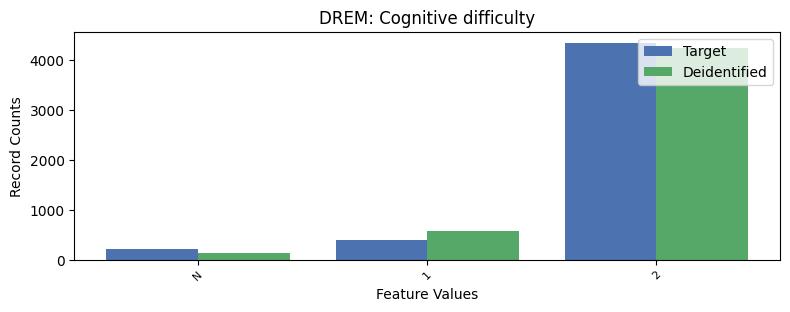 DREM: Cognitive difficulty
Target
Deidentified
Record Counts
4000
3000
2000
1000
0
N
1
2
Feature Values